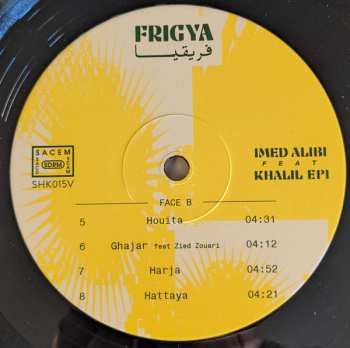 FRIGYA
فريقيا
IMED ALIBI
FEAT
KHALIL EPI
SACEM
SDRM
SHK015V
FACE B
5 Houita 04:31
6 Ghajar feat Zied Zouari 04:12
7 Harja 04:52
8 Hattaya 04:21